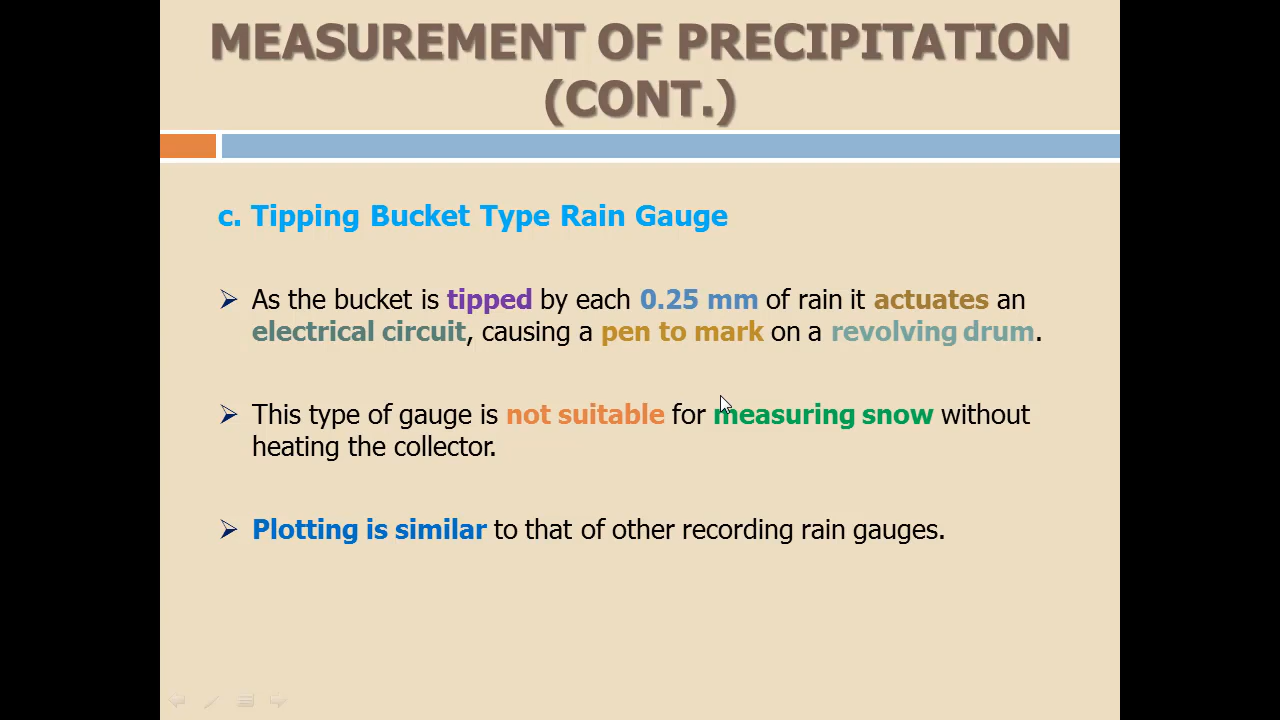 MEASUREMENT OF PRECIPITATION
(CONT.)
c. Tipping Bucket Type Rain Gauge
As the bucket is tipped by each 0.25 mm of rain it actuates an
electrical circuit, causing a pen to mark on a revolving drum.
This type of gauge is not suitable for measuring snow without
heating the collector.
Plotting is similar to that of other recording rain gauges.